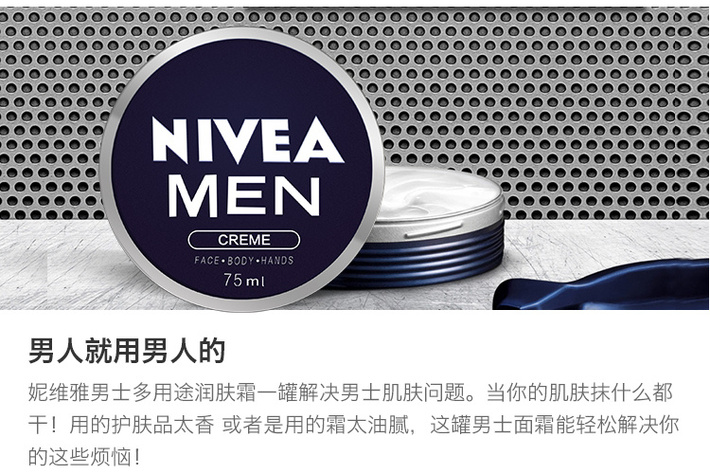 NIVEA
MEN
CREME
FACE•BODY•HANDS
75ml
男人就用男人的
妮维雅男士多用途润肤霜一罐解决男士肌肤问题。当你的肌肤抹什么都
干！用的护肤品太香 或者是用的霜太油腻，这罐男士面霜能轻松解决你
的这些烦恼！